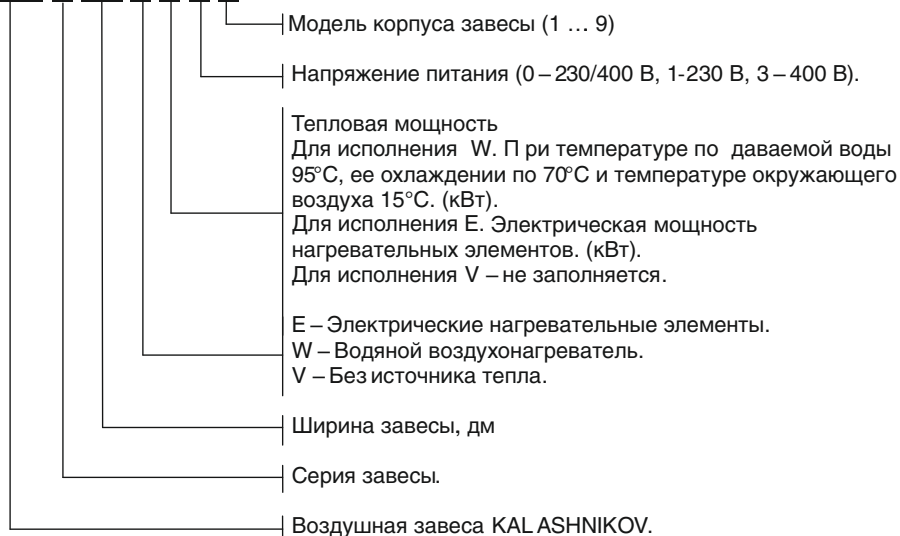 Модель корпуса завесы (1 … 9)
Напряжение питания (0 – 230/400 В, 1-230 В, 3 – 400 В).
Тепловая мощность
Для исполнения W. П ри температуре по даваемой воды
95°С, ее охлаждении по 70°С и температуре окружающего
воздуха 15°С. (кВт).
Для исполнения Е. Электрическая мощность
нагревательных элементов. (кВт).
Для исполнения V – не заполняется.
Е – Электрические нагревательные элементы.
W – Водяной воздухонагреватель.
V – Без источника тепла.
Ширина завесы, дм
Серия завесы.
Воздушная завеса KALASHNIKOV.